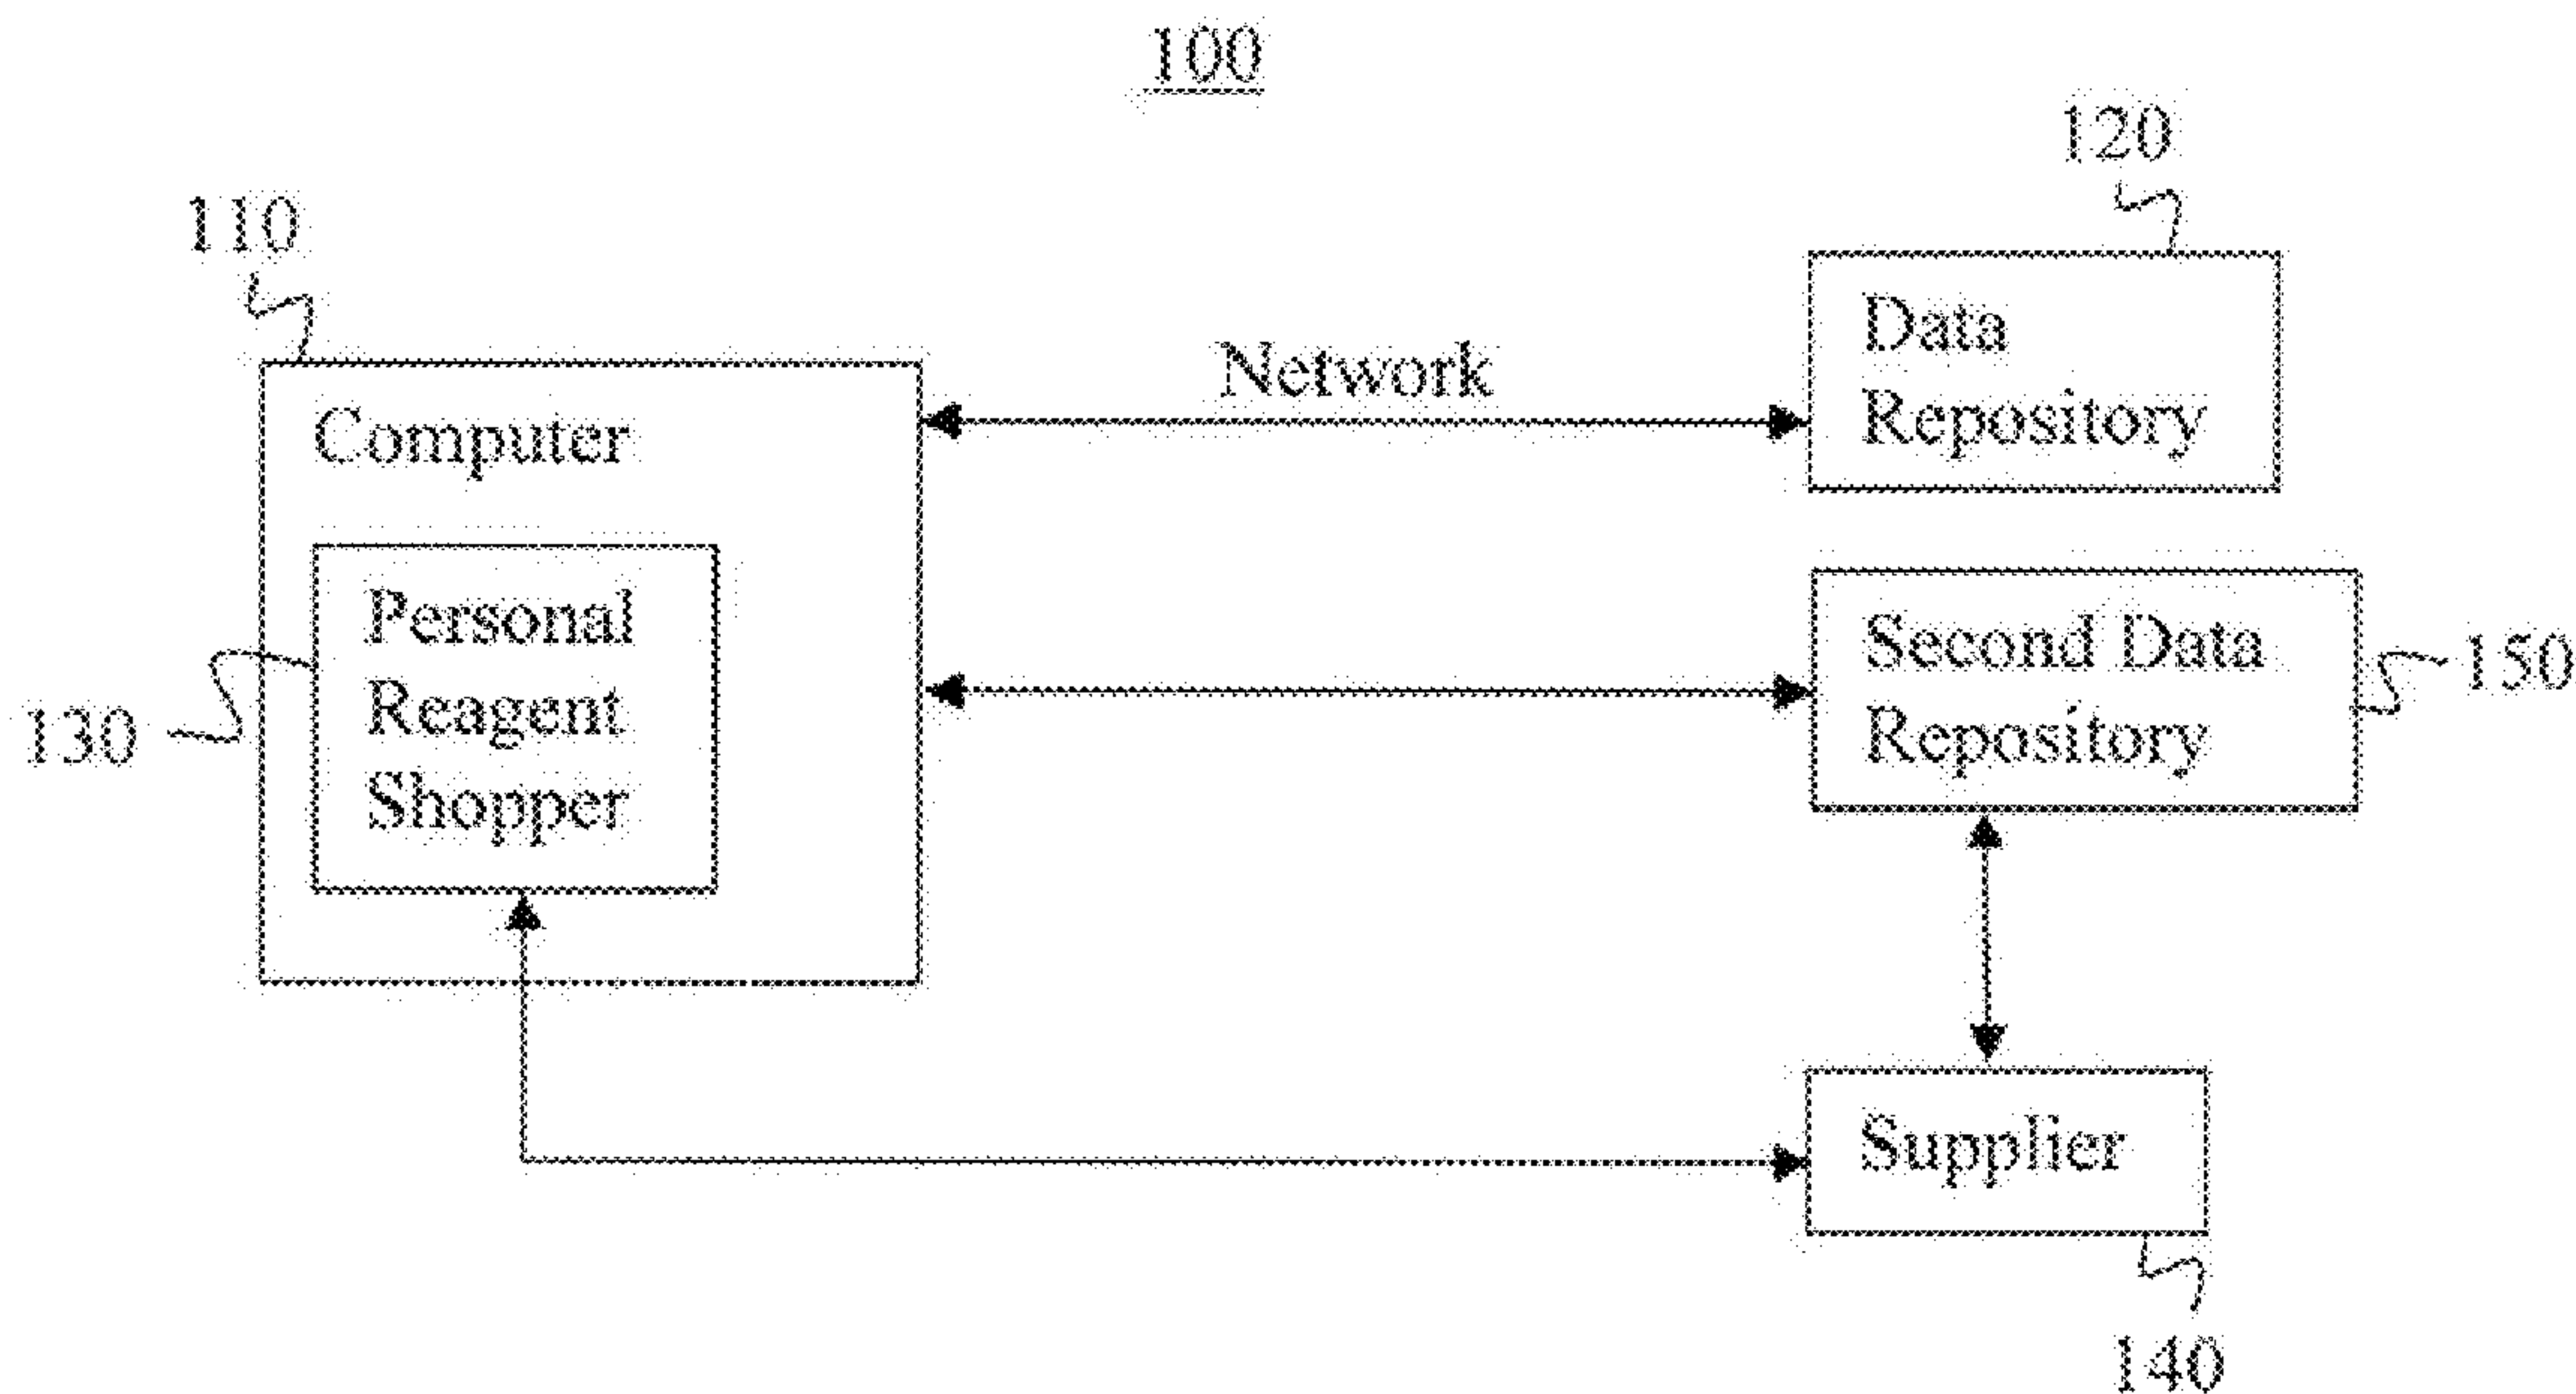 100
120
110
Data
Repository
Network
Computer
Personal
Reagent
Shopper
Second Data
Repository
150
130
Supplier
140